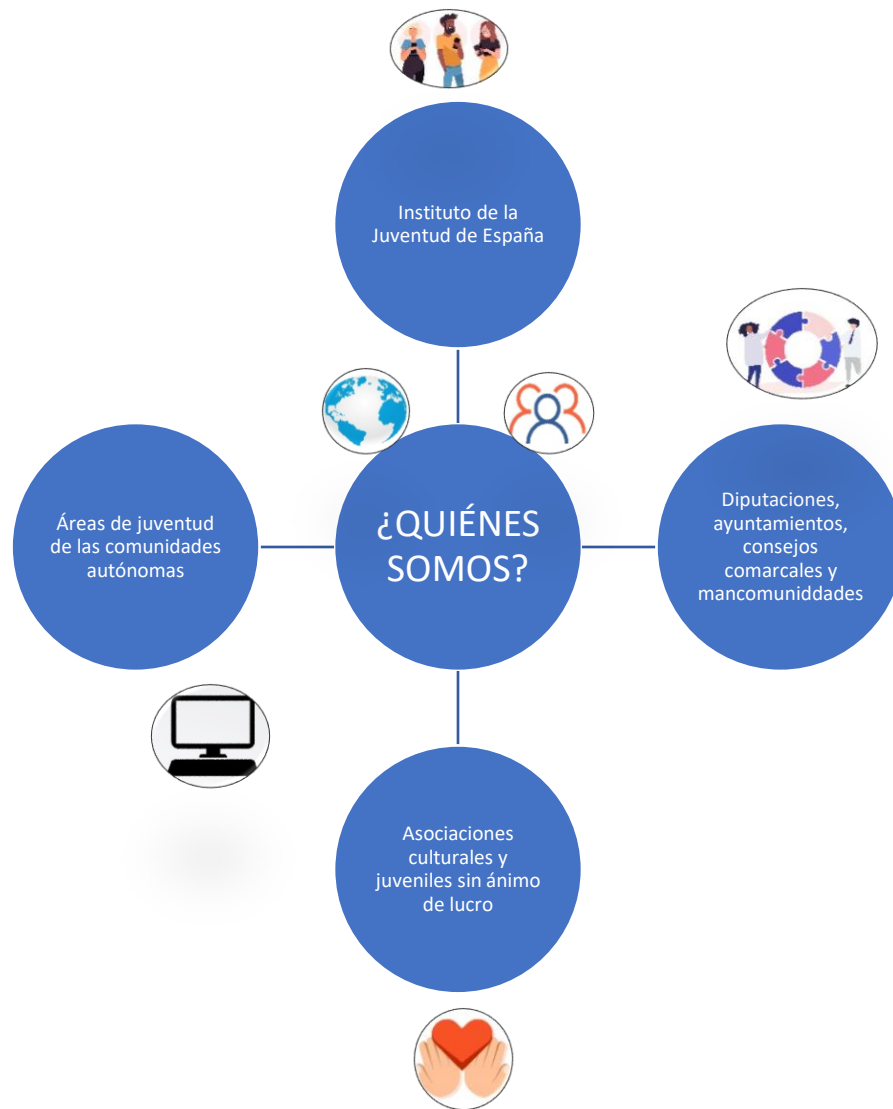 Instituto de la
Juventud de España
¿QUIÉNES
SOMOS?
Áreas de juventud
de las comunidades
autónomas
Diputaciones,
ayuntamientos,
consejos
comarcales y
mancomuniddades
Asociaciones
culturales y
juveniles sin ánimo
de lucro